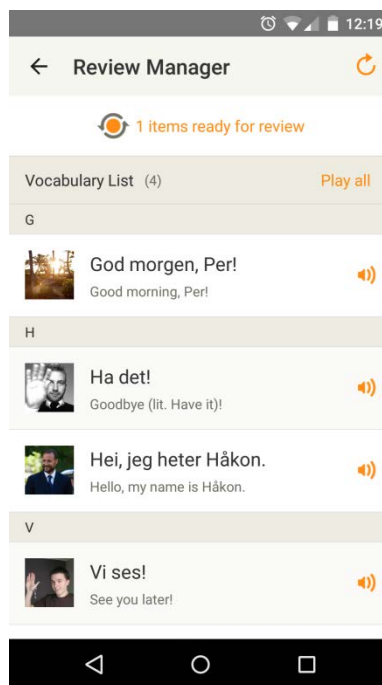 12:19
Review Manager
1 items ready for review
Vocabulary List (4) Play all
G
God morgen, Per!
Good morning, Per!
H
Ha det!
Goodbye (lit. Have it)!
Hei, jeg heter Håkon.
Hello, my name is Håkon.
V
Vi ses!
See you later!